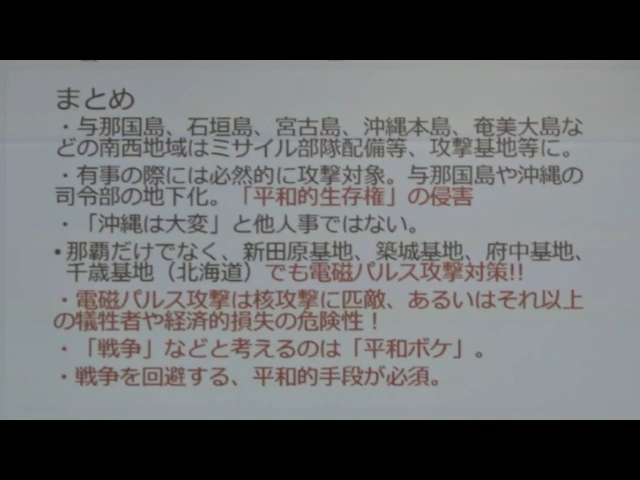 まとめ
・与那国島、石垣島、宮古島、沖縄本島、奄美大島な
どの南西地域はミサイル部隊配備等、攻撃基地等に。
・有事の際には必然的に攻撃対象。与那国島や沖縄の
司令部の地下化。「平和的生存権」の侵害
・「沖縄は大変」と他人事ではない。
・那覇だけでなく、新田原基地、築城基地、府中基地、
千歳基地（北海道）でも電磁パルス攻撃対策!!
・電磁パルス攻撃は核攻撃に匹敵、あるいはそれ以上
の犠牲者や経済的損失の危険性！
・「戦争」などと考えるのは「平和ボケ」。
・戦争を回避する、平和的手段が必須。